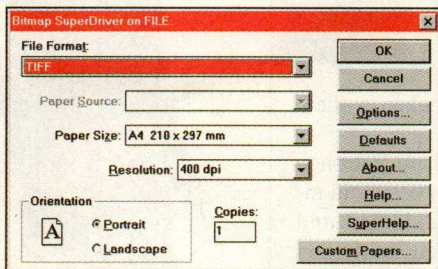 Bitmap SuperDriver on FILE:
File Format:
TIFF
Paper Source:
Paper Size: A4 210 x 297 mm
Resolution: 400 dpi
Orientation
A
Portrait
Landscape
Copies:
1
OK
Cancel
Options...
Defaults
About...
Help...
SuperHelp...
Custom Papers...